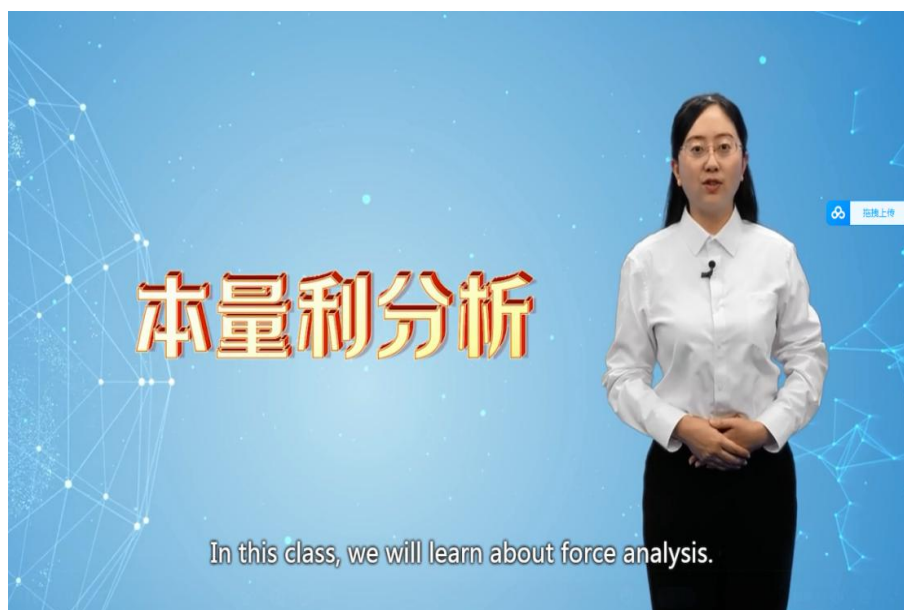 本量利分析
拖拽上传
In this class, we will learn about force analysis.